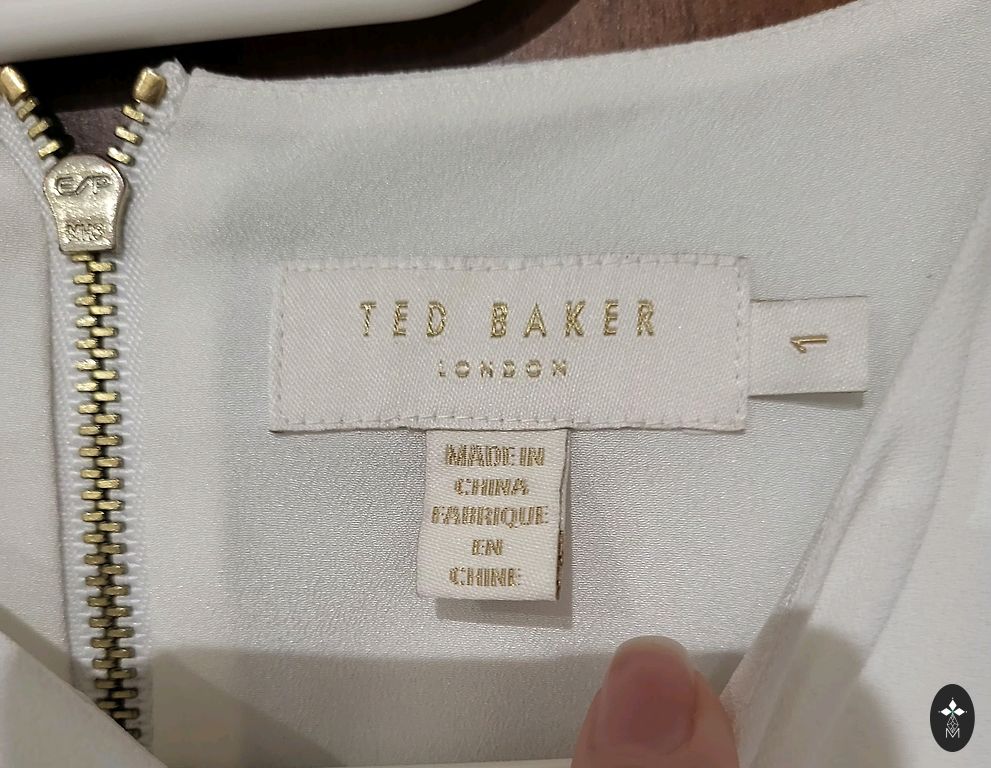 TED BAKER
LONDON
1
MADE IN
CHINA
FABRIQUE
EN
CHINE